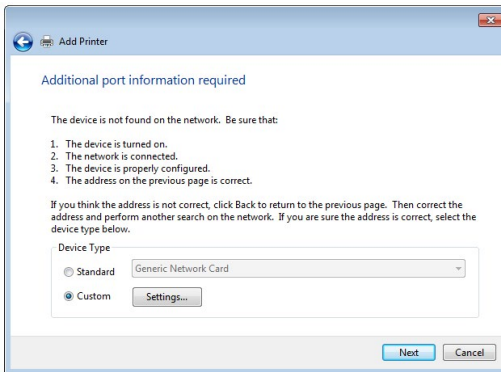 Add Printer
Additional port information required
The device is not found on the network. Be sure that:
1. The device is turned on.
2. The network is connected.
3. The device is properly configured.
4. The address on the previous page is correct.
If you think the address is not correct, click Back to return to the previous page. Then correct the
address and perform another search on the network. If you are sure the address is correct, select the
device type below.
Device Type
Standard
Generic Network Card
Custom
Settings...
Next
Cancel